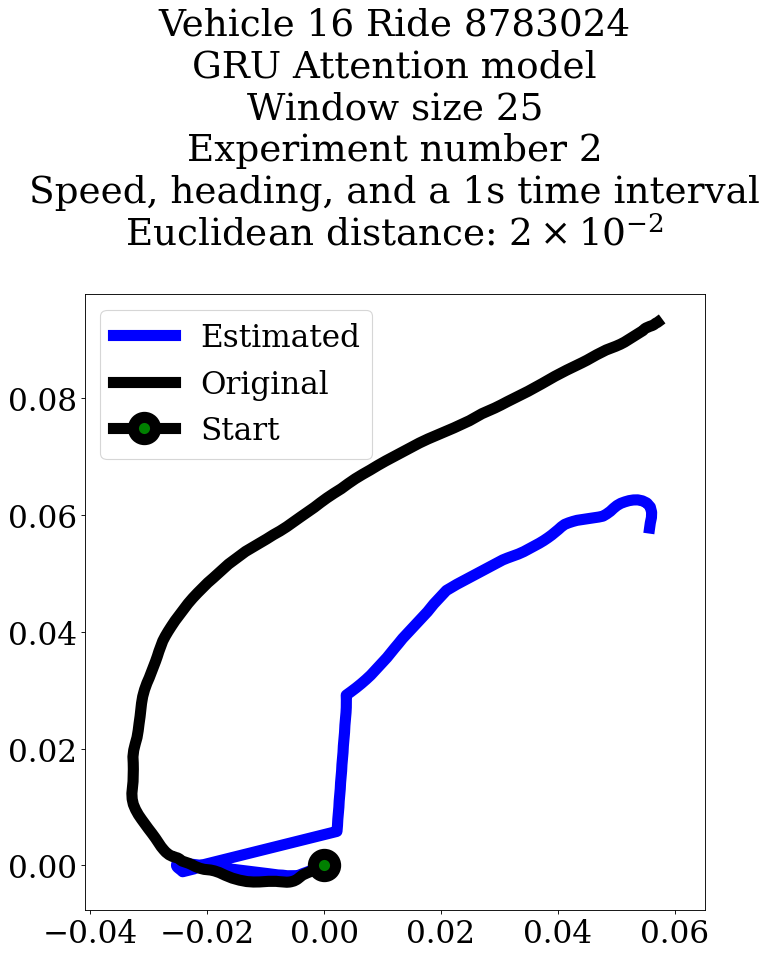 Vehicle 16 Ride 8783024
GRU Attention model
Window size 25
Experiment number 2
Speed, heading, and a 1s time interval
Euclidean distance: 2 × 10⁻²
Estimated
Original
Start
0.08
0.06
0.04
0.02
0.00
−0.04 −0.02 0.00 0.02 0.04 0.06